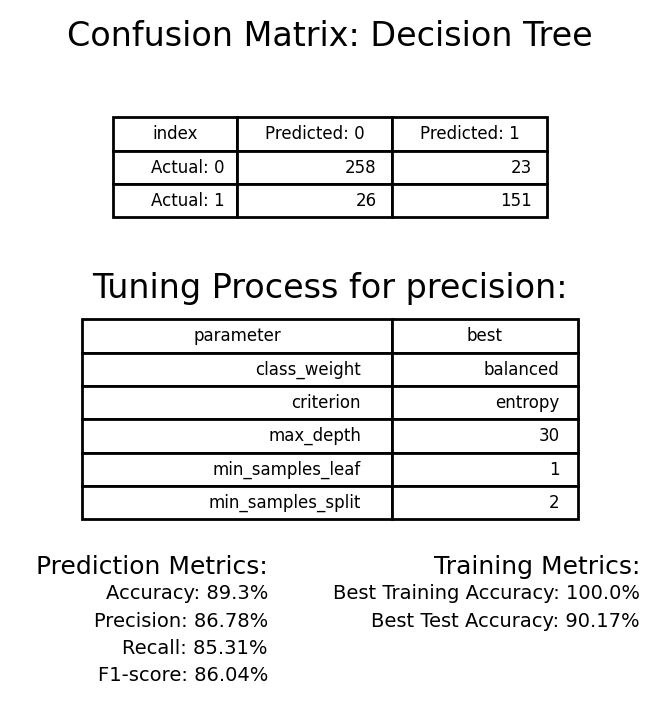 Confusion Matrix: Decision Tree
index Predicted: 0 Predicted: 1
Actual: 0 258 23
Actual: 1 26 151
Tuning Process for precision:
parameter best
class_weight balanced
criterion entropy
max_depth 30
min_samples_leaf 1
min_samples_split 2
Prediction Metrics:
Accuracy: 89.3%
Precision: 86.78%
Recall: 85.31%
F1-score: 86.04%
Training Metrics:
Best Training Accuracy: 100.0%
Best Test Accuracy: 90.17%